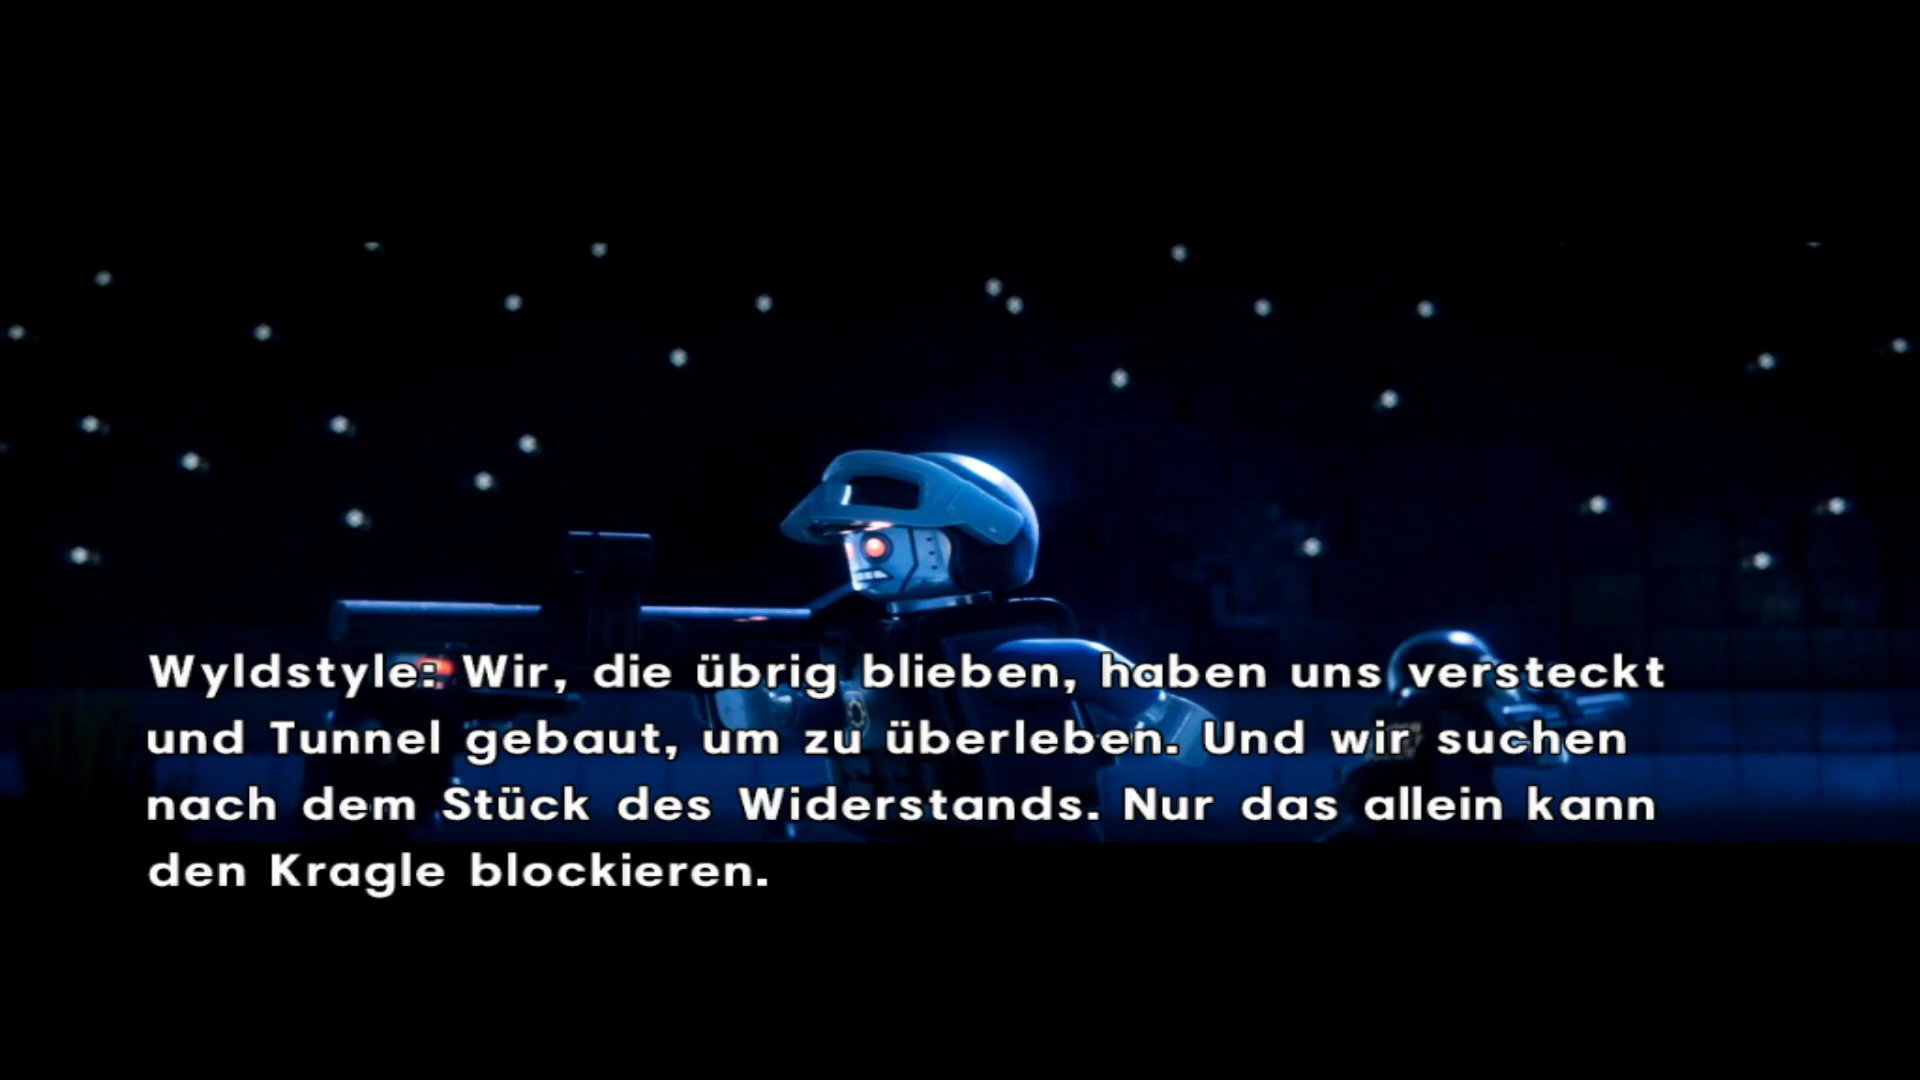 Wyldstyle: Wir, die übrig blieben, haben uns versteckt
und Tunnel gebaut, um zu überleben. Und wir suchen
nach dem Stück des Widerstands. Nur das allein kann
den Kragle blockieren.